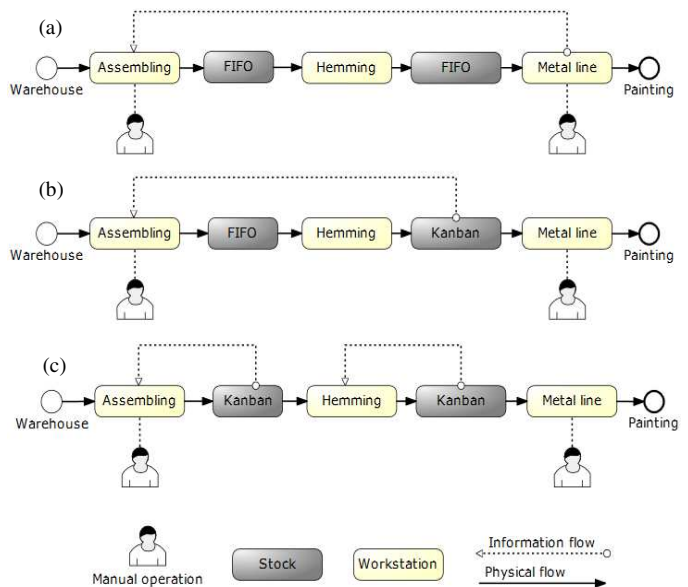 (a)
Assembling FIFO Hemming FIFO Metal line
Warehouse Painting
(b)
Assembling FIFO Hemming Kanban Metal line
Warehouse Painting
(c)
Assembling Kanban Hemming Kanban Metal line
Warehouse Painting
Information flow
Stock Workstation
Physical flow
Manual operation